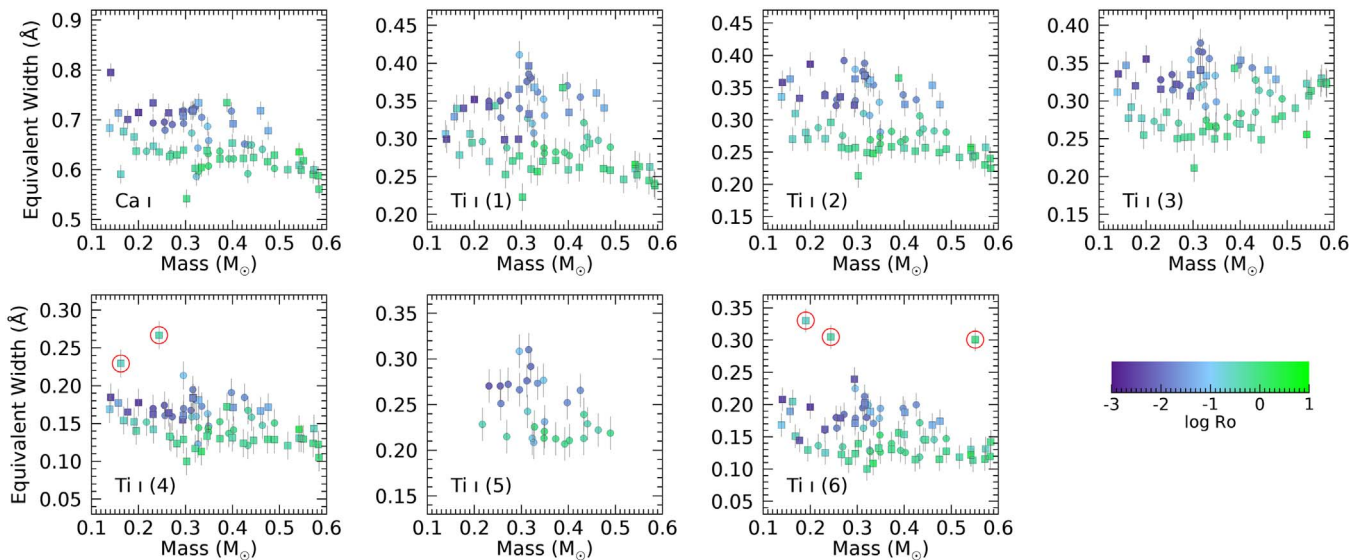 0.9
0.8
0.7
0.6
0.5
Equivalent Width (Å)
Ca ı
0.1 0.2 0.3 0.4 0.5 0.6
Mass (M☉)
0.45
0.40
0.35
0.30
0.25
0.20
Ti ı (1)
0.1 0.2 0.3 0.4 0.5 0.6
Mass (M☉)
0.45
0.40
0.35
0.30
0.25
0.20
0.15
Ti ı (2)
0.1 0.2 0.3 0.4 0.5 0.6
Mass (M☉)
0.40
0.35
0.30
0.25
0.20
0.15
Ti ı (3)
0.1 0.2 0.3 0.4 0.5 0.6
Mass (M☉)
0.30
0.25
0.20
0.15
0.10
0.05
Equivalent Width (Å)
Ti ı (4)
0.1 0.2 0.3 0.4 0.5 0.6
Mass (M☉)
0.35
0.30
0.25
0.20
0.15
Ti ı (5)
0.1 0.2 0.3 0.4 0.5 0.6
Mass (M☉)
0.35
0.30
0.25
0.20
0.15
0.10
0.05
Ti ı (6)
0.1 0.2 0.3 0.4 0.5 0.6
Mass (M☉)
-3 -2 -1 0 1
log Ro